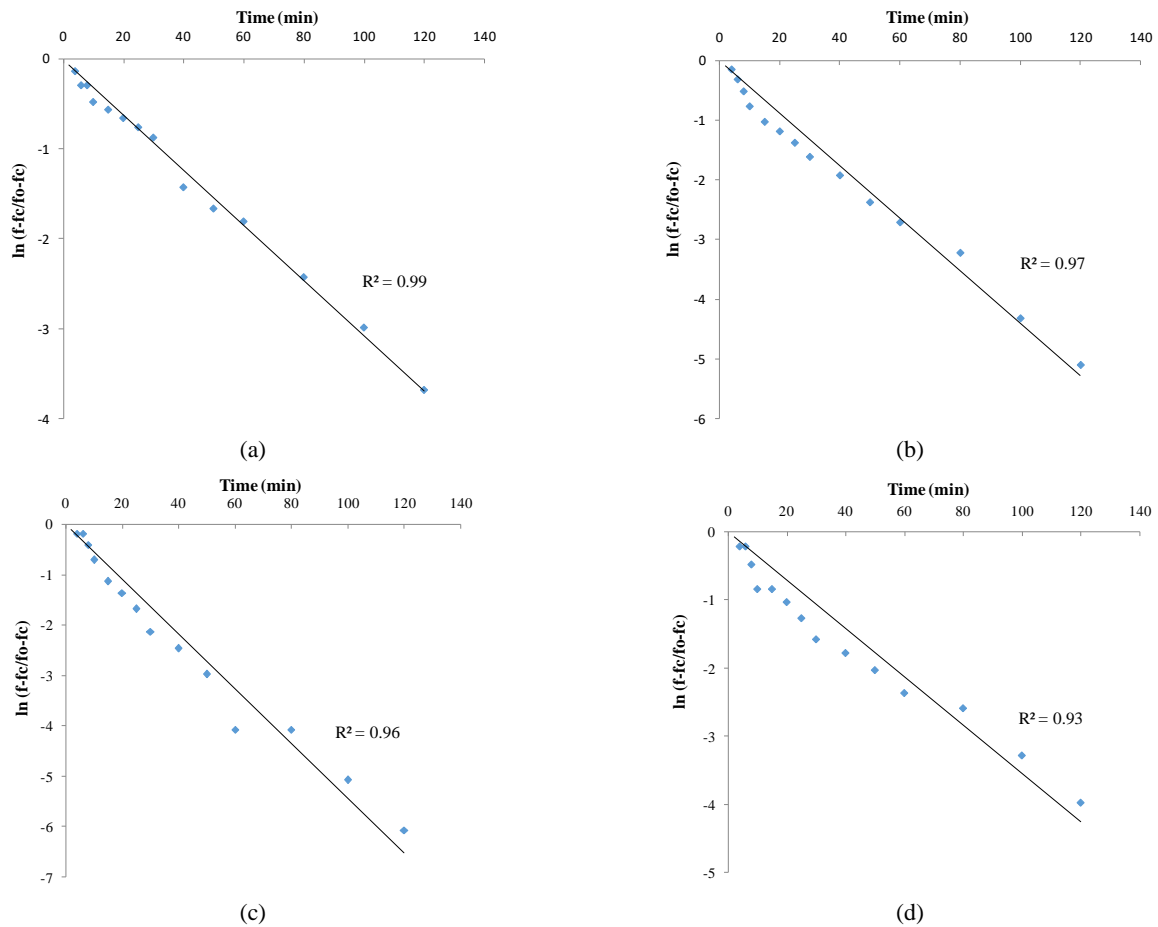 Time (min)
0 20 40 60 80 100 120 140
0
-1
-2
-3
-4
ln (f-fc/fo-fc)
R² = 0.99
(a)
Time (min)
0 20 40 60 80 100 120 140
0
-1
-2
-3
-4
-5
-6
ln (f-fc/fo-fc)
R² = 0.97
(b)
Time (min)
0 20 40 60 80 100 120 140
0
-1
-2
-3
-4
-5
-6
-7
ln (f-fc/fo-fc)
R² = 0.96
(c)
Time (min)
0 20 40 60 80 100 120 140
0
-1
-2
-3
-4
-5
ln (f-fc/fo-fc)
R² = 0.93
(d)